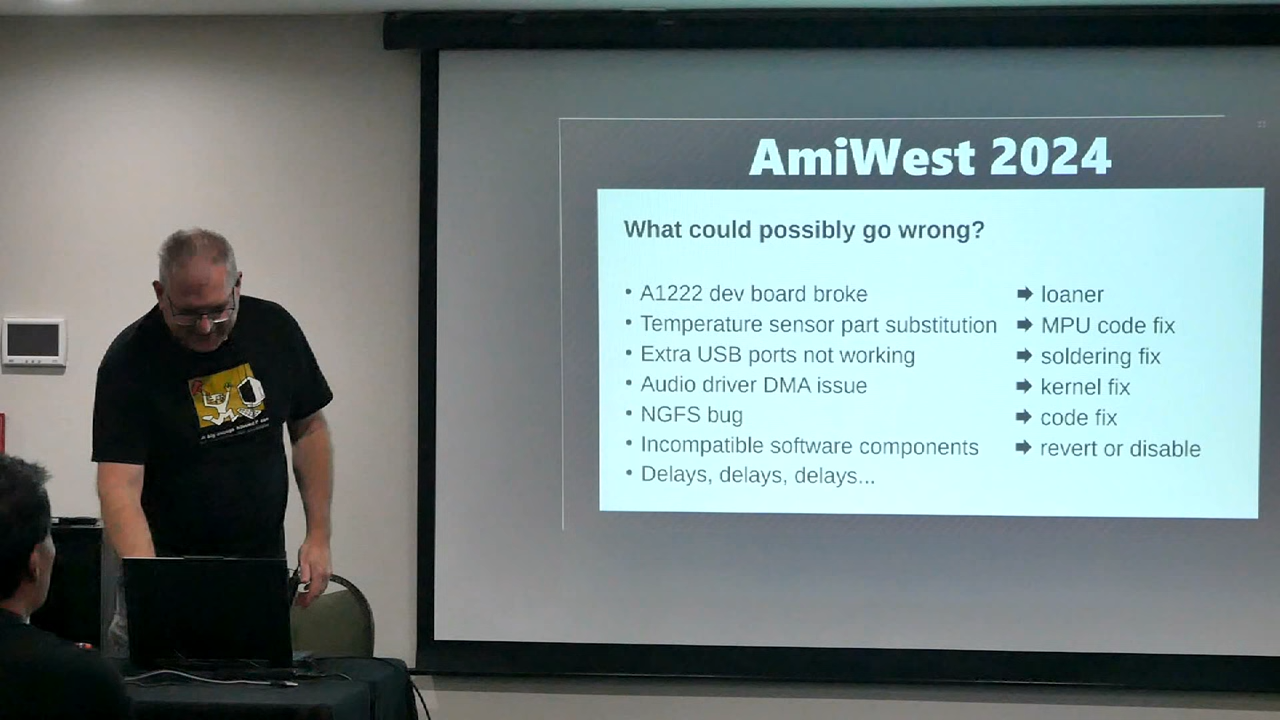 AmiWest 2024
What could possibly go wrong?
• A1222 dev board broke ➡ loaner
• Temperature sensor part substitution ➡ MPU code fix
• Extra USB ports not working ➡ soldering fix
• Audio driver DMA issue ➡ kernel fix
• NGFS bug ➡ code fix
• Incompatible software components ➡ revert or disable
• Delays, delays, delays...